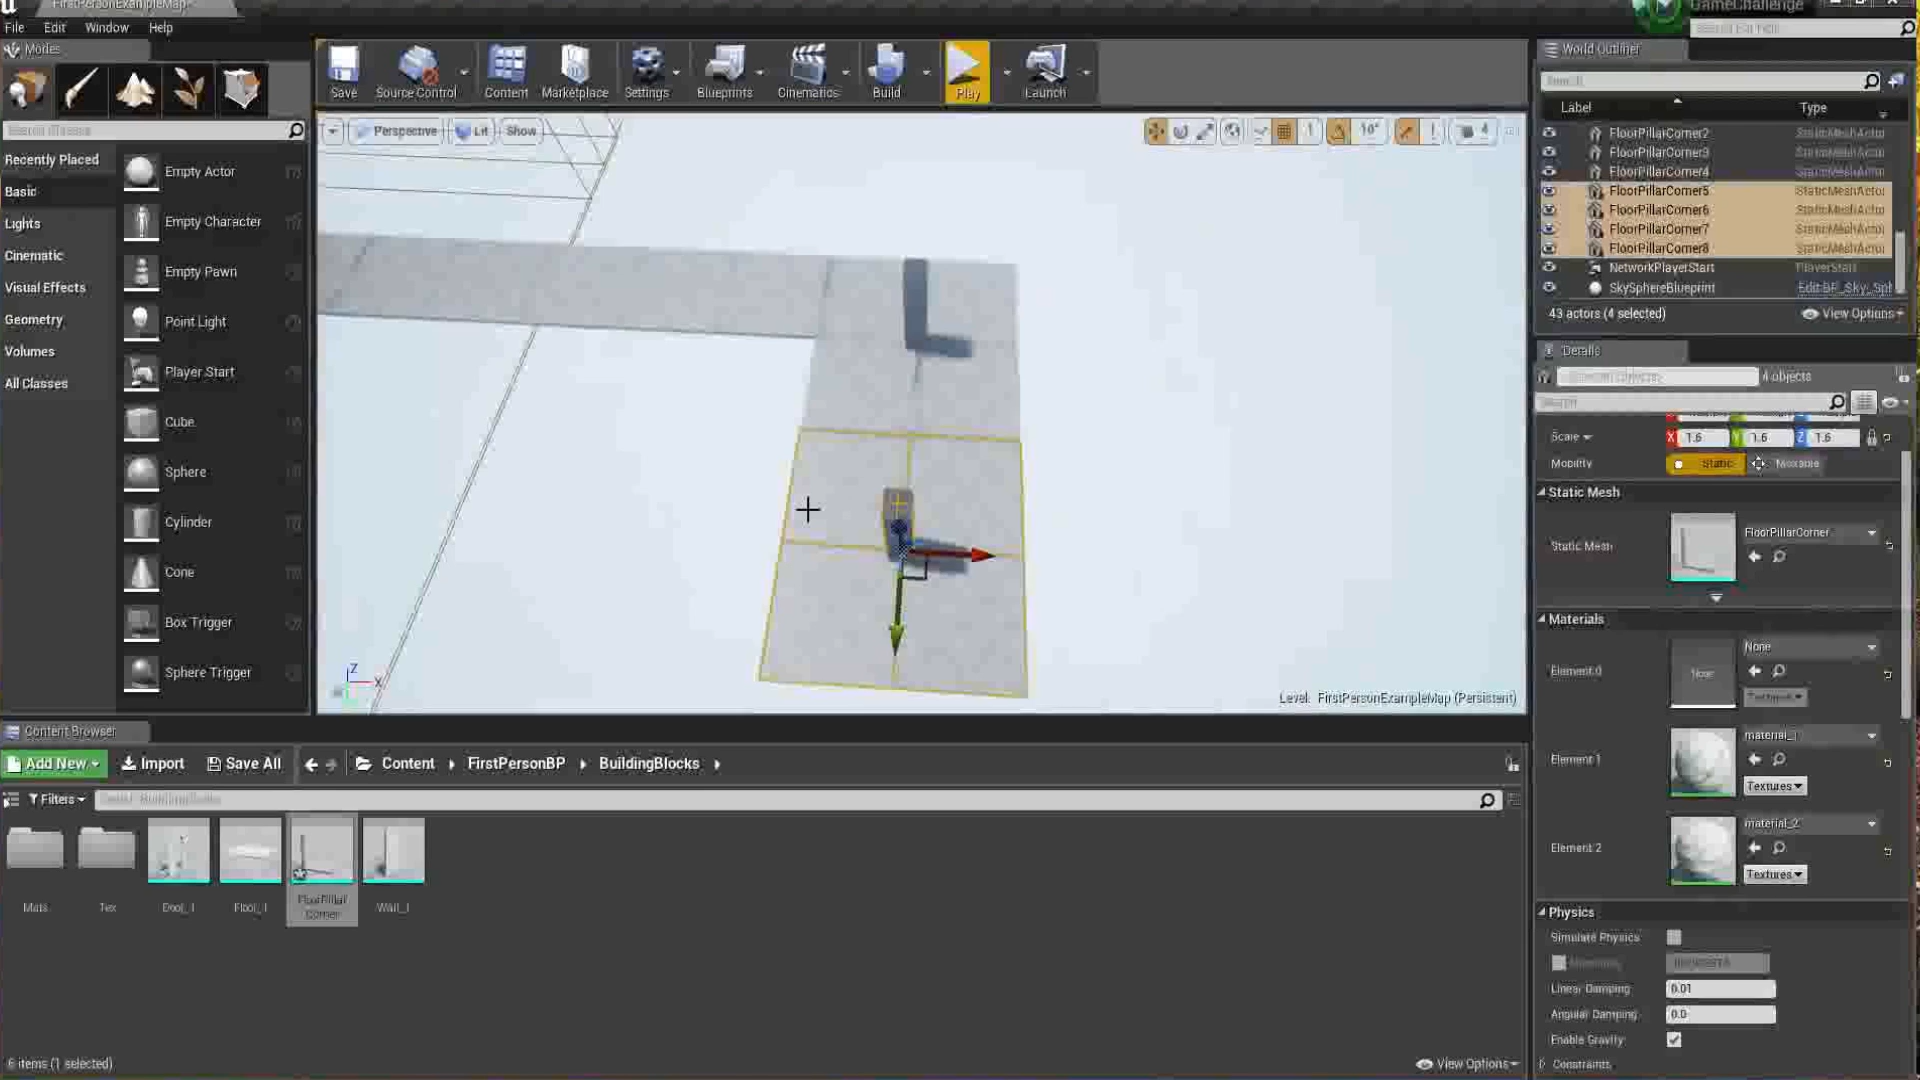 FirstPersonExampleMap
GameChallenge
File Edit Window Help
Modes
World Outliner
Save Source Control Content Marketplace Settings Blueprints Cinematics Build Play Launch
Label Type
Perspective Lit Show 1 10° 4
Recently Placed
Basic
Lights
Cinematic
Visual Effects
Geometry
Volumes
All Classes
Empty Actor
Empty Character
Empty Pawn
Point Light
Player Start
Cube
Sphere
Cylinder
Cone
Box Trigger
Sphere Trigger
FloorPillarCorner2 StaticMeshActor
FloorPillarCorner3 StaticMeshActor
FloorPillarCorner4 StaticMeshActor
FloorPillarCorner5 StaticMeshActor
FloorPillarCorner6 StaticMeshActor
FloorPillarCorner7 StaticMeshActor
FloorPillarCorner8 StaticMeshActor
NetworkPlayerStart PlayerStart
SkySphereBlueprint Edit BP_Sky_Sph
43 actors (4 selected) View Options
Details
4 objects
Search
Scale X 1.6 Y 1.6 Z 1.6
Mobility Static Movable
Static Mesh
Static Mesh FloorPillarCorner
Materials
Element 0 None None Textures
Element 1 material_1 Textures
Element 2 material_2 Textures
Physics
Simulate Physics
Linear Damping 0.01
Angular Damping 0.0
Enable Gravity
Constraints
Z X
Level: FirstPersonExampleMap (Persistent)
Content Browser
Add New Import Save All Content FirstPersonBP BuildingBlocks
Filters
Mats Tex Door_1 Floor_1 FloorPillar Corner Wall_1
6 items (1 selected) View Options